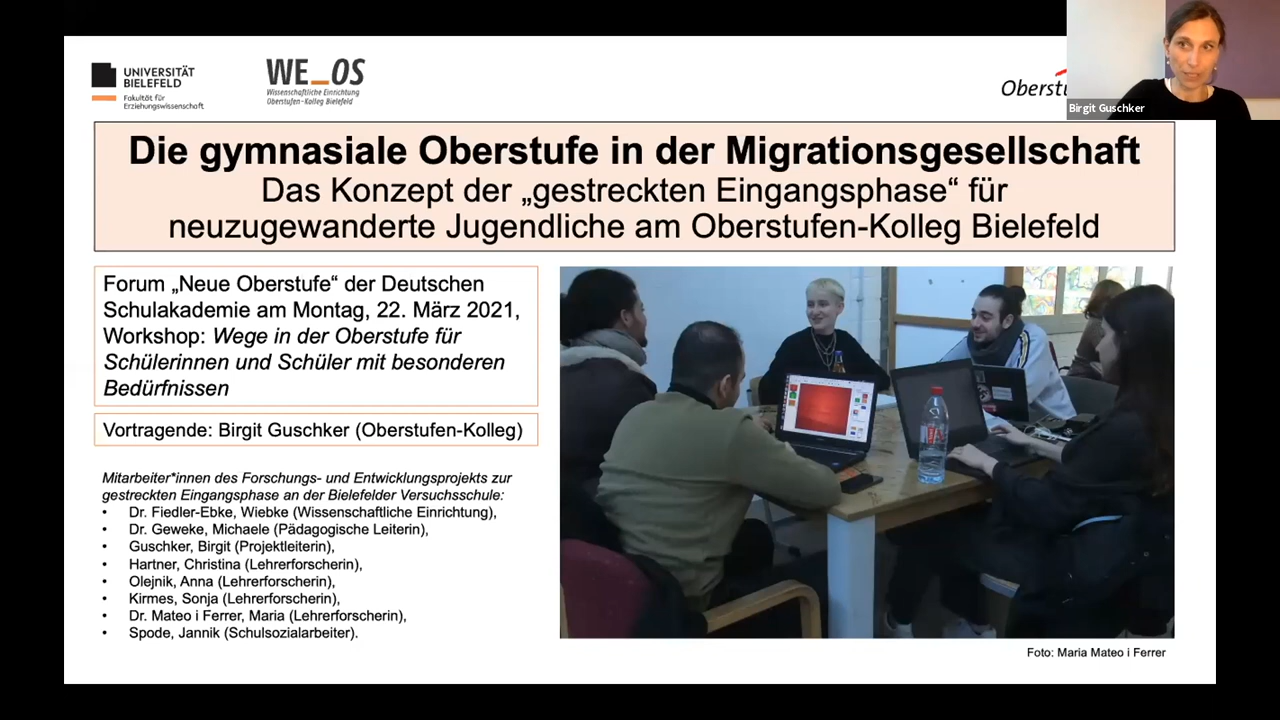 UNIVERSITÄT
BIELEFELD
Fakultät für
Erziehungswissenschaft
WE_OS
Wissenschaftliche Einrichtung
Oberstufen-Kolleg Bielefeld
Birgit Guschker
Die gymnasiale Oberstufe in der Migrationsgesellschaft
Das Konzept der „gestreckten Eingangsphase“ für
neuzugewanderte Jugendliche am Oberstufen-Kolleg Bielefeld
Forum „Neue Oberstufe“ der Deutschen
Schulakademie am Montag, 22. März 2021,
Workshop: Wege in der Oberstufe für
Schülerinnen und Schüler mit besonderen
Bedürfnissen
Vortragende: Birgit Guschker (Oberstufen-Kolleg)
Mitarbeiter*innen des Forschungs- und Entwicklungsprojekts zur
gestreckten Eingangsphase an der Bielefelder Versuchsschule:
• Dr. Fiedler-Ebke, Wiebke (Wissenschaftliche Einrichtung),
• Dr. Geweke, Michaele (Pädagogische Leiterin),
• Guschker, Birgit (Projektleiterin),
• Hartner, Christina (Lehrerforscherin),
• Olejnik, Anna (Lehrerforscherin),
• Kirmes, Sonja (Lehrerforscherin),
• Dr. Mateo i Ferrer, Maria (Lehrerforscherin),
• Spode, Jannik (Schulsozialarbeiter).
Foto: Maria Mateo i Ferrer